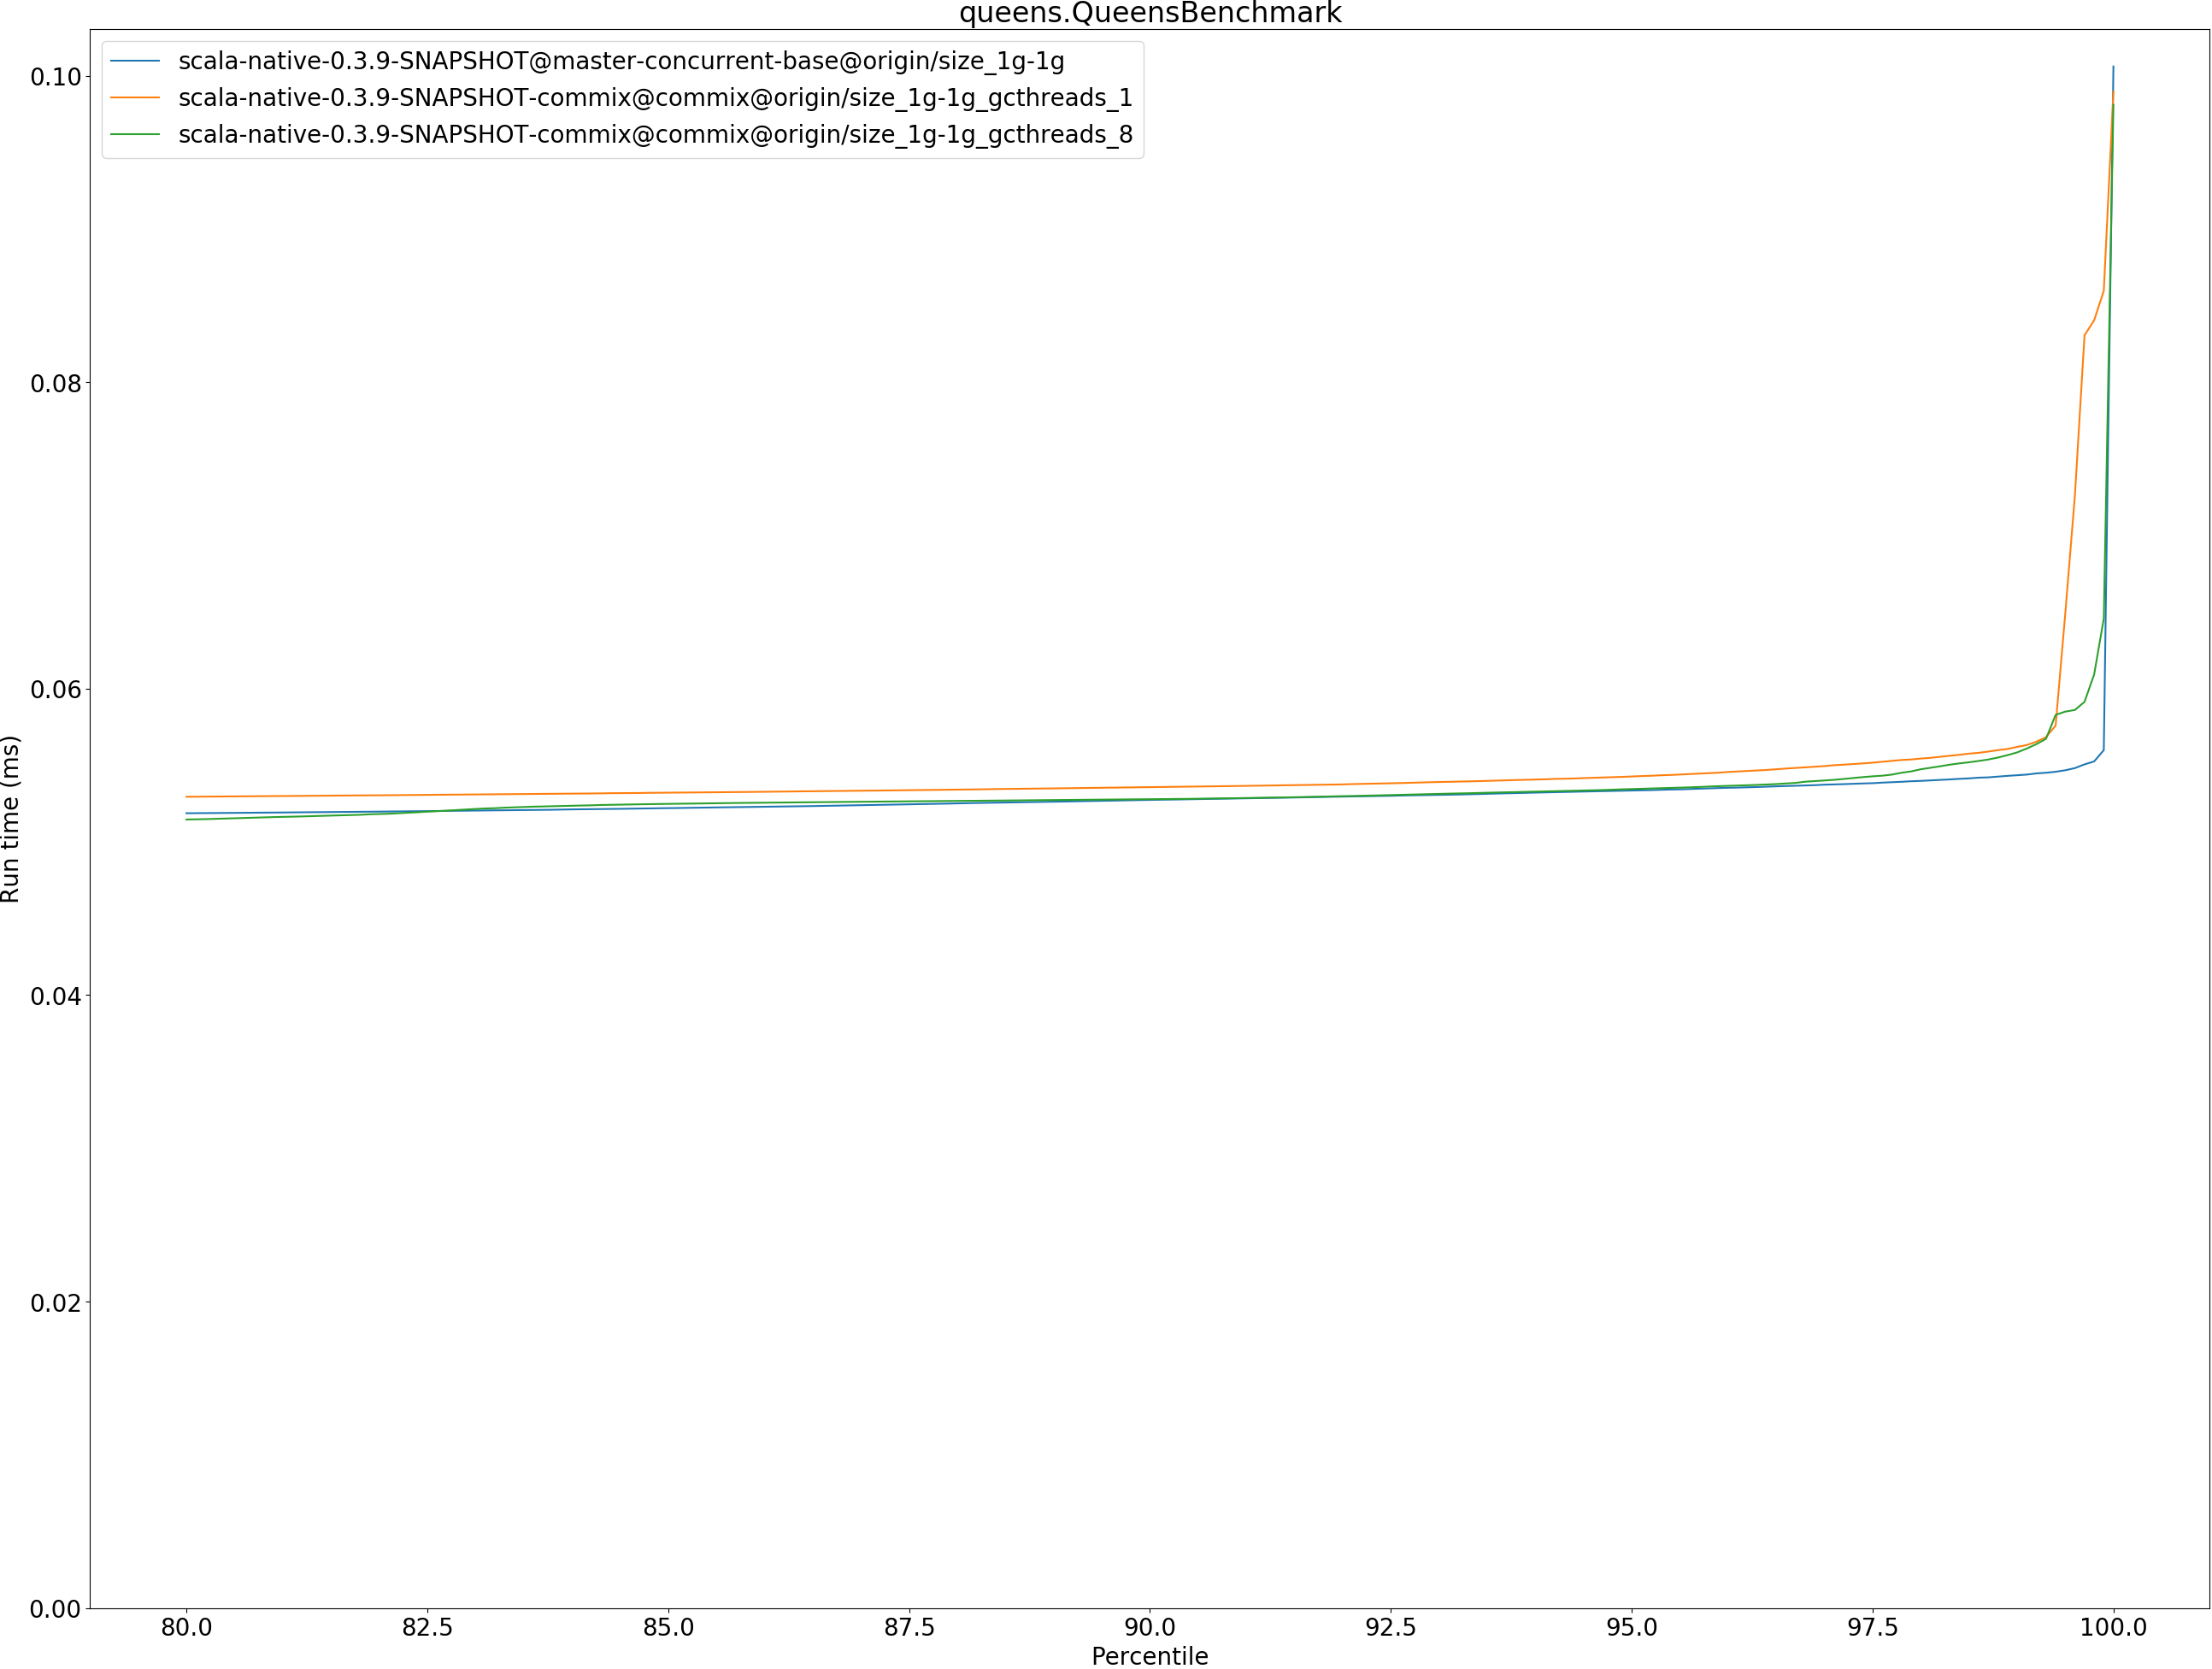 queens.QueensBenchmark
scala-native-0.3.9-SNAPSHOT@master-concurrent-base@origin/size_1g-1g
scala-native-0.3.9-SNAPSHOT-commix@commix@origin/size_1g-1g_gcthreads_1
scala-native-0.3.9-SNAPSHOT-commix@commix@origin/size_1g-1g_gcthreads_8
0.10
0.08
0.06
0.04
0.02
0.00
Run time (ms)
80.0 82.5 85.0 87.5 90.0 92.5 95.0 97.5 100.0
Percentile